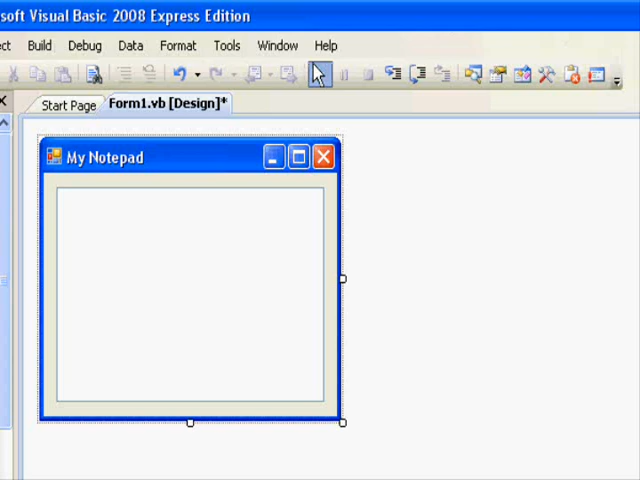 soft Visual Basic 2008 Express Edition
ct Build Debug Data Format Tools Window Help
Start Page Form1.vb [Design]*
My Notepad